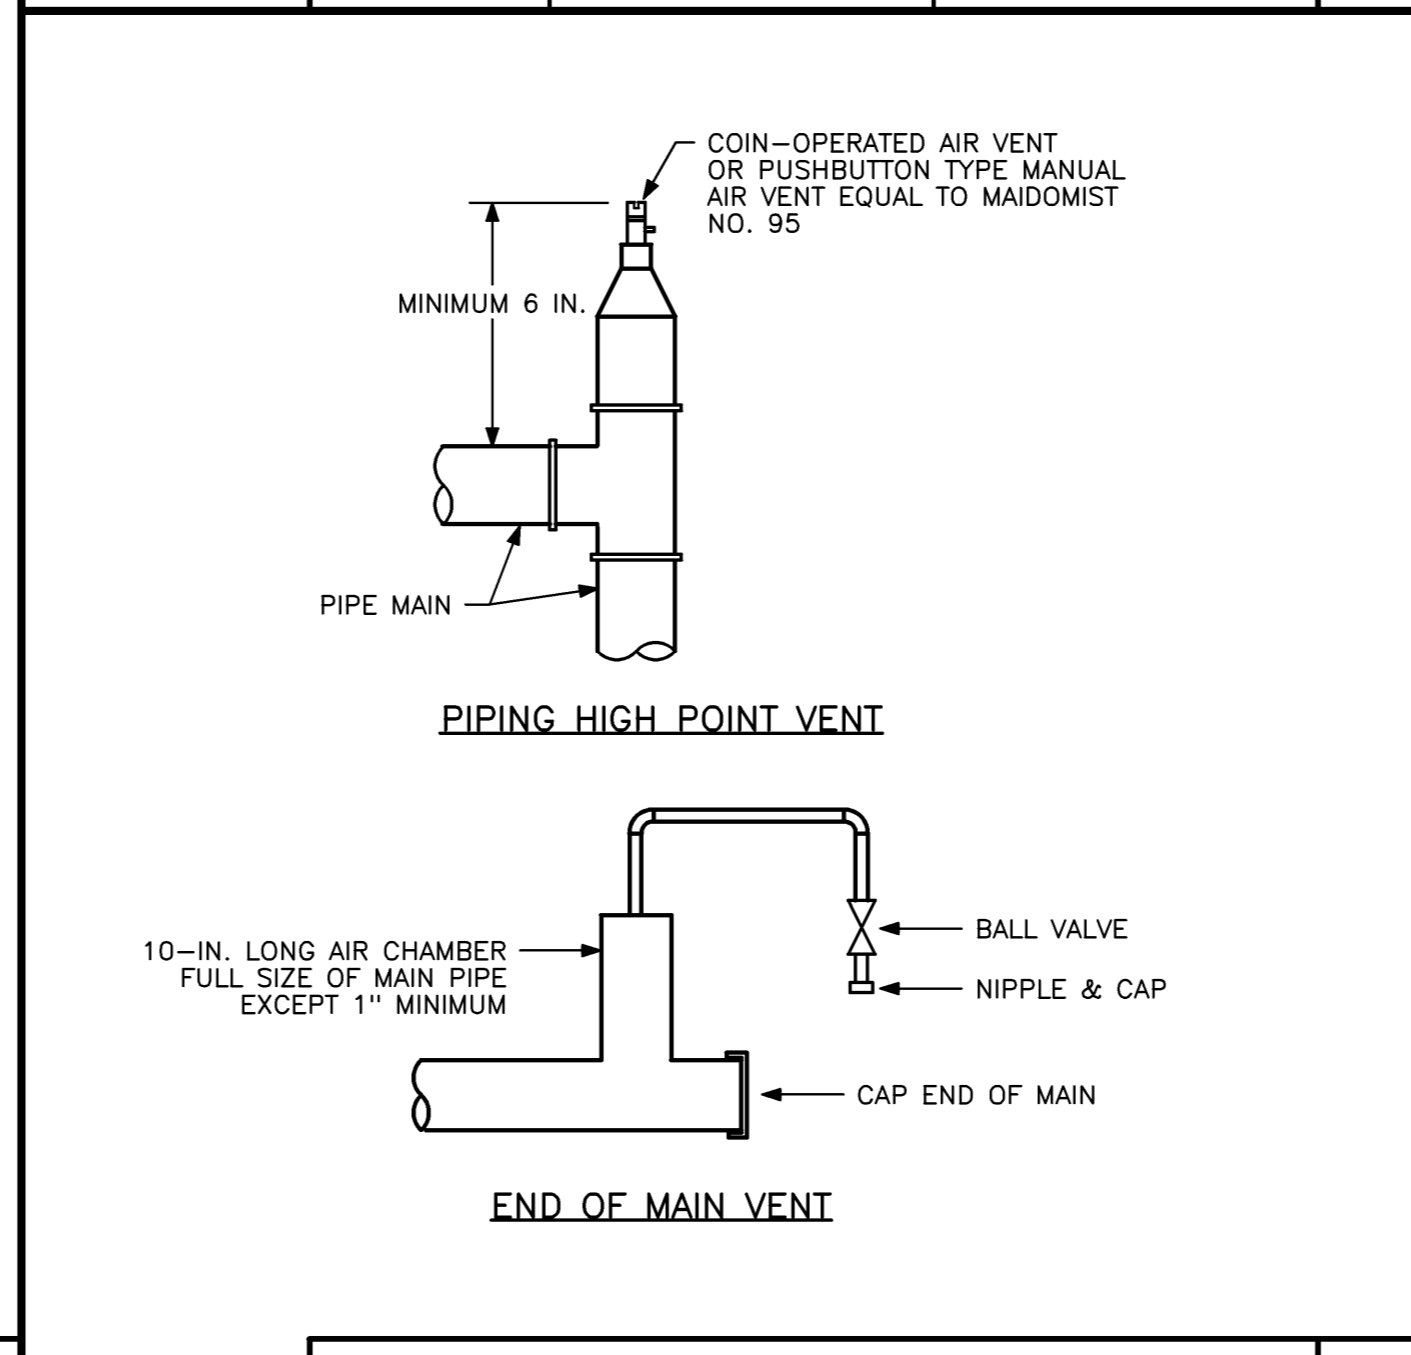 COIN-OPERATED AIR VENT
OR PUSHBUTTON TYPE MANUAL
AIR VENT EQUAL TO MAIDOMIST
NO. 95
MINIMUM 6 IN.
PIPE MAIN
PIPING HIGH POINT VENT
10-IN. LONG AIR CHAMBER
FULL SIZE OF MAIN PIPE
EXCEPT 1" MINIMUM
BALL VALVE
NIPPLE & CAP
CAP END OF MAIN
END OF MAIN VENT